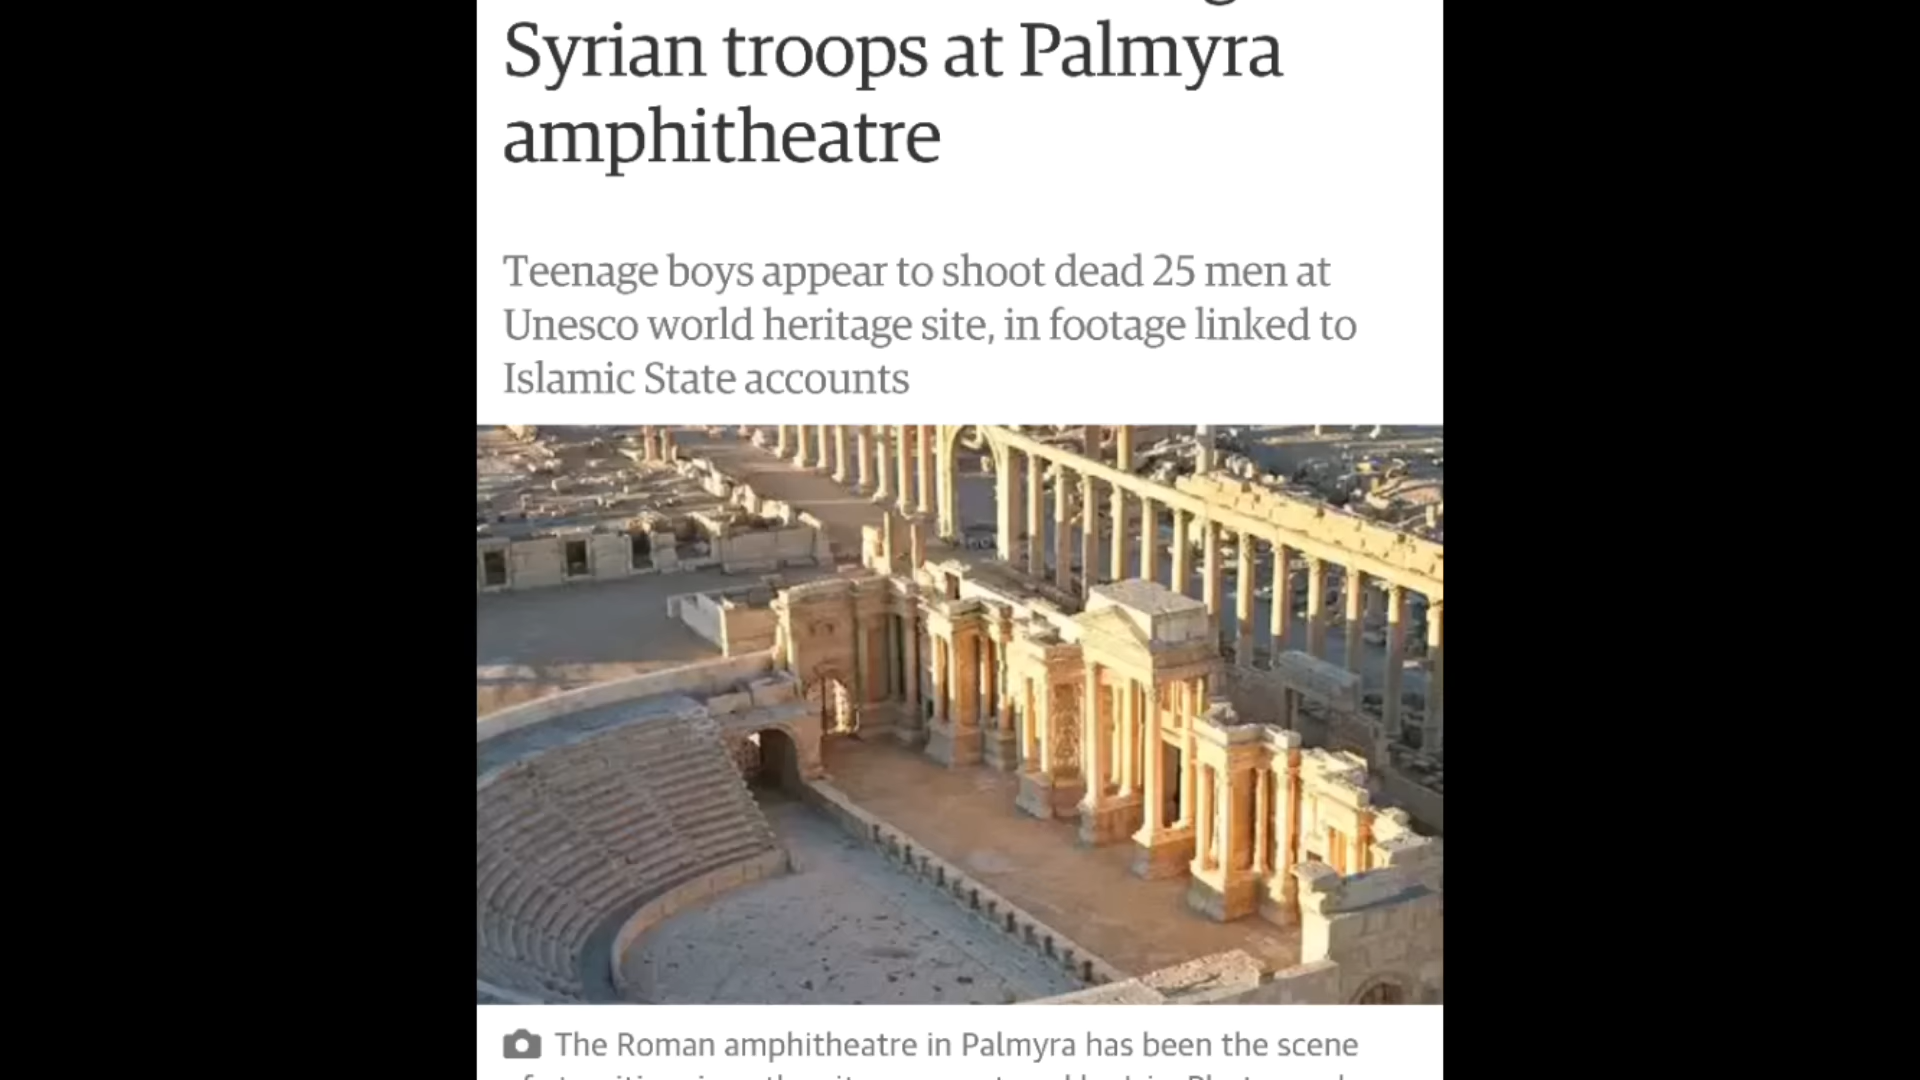 Syrian troops at Palmyra
amphitheatre
Teenage boys appear to shoot dead 25 men at
Unesco world heritage site, in footage linked to
Islamic State accounts
The Roman amphitheatre in Palmyra has been the scene